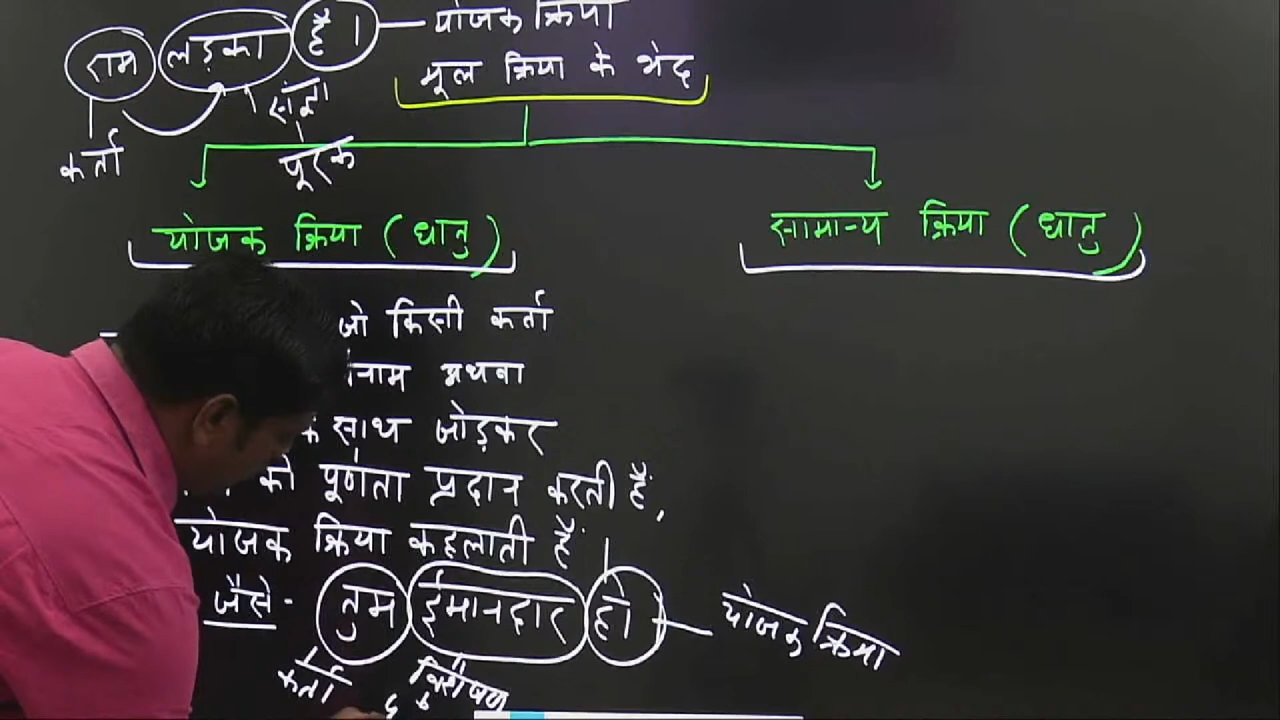 राम लड़का है। — योजक क्रिया
मूल क्रिया के भेद
संज्ञा
कर्ता
पूरक
योजक क्रिया (धातु)
सामान्य क्रिया (धातु)
जो किसी कर्ता
अथवा
साथ जोड़कर
को पूर्णता प्रदान करती है,
योजक क्रिया कहलाती है
जैसे- तुम ईमानदार हो — योजक क्रिया
कर्ता विशेषण